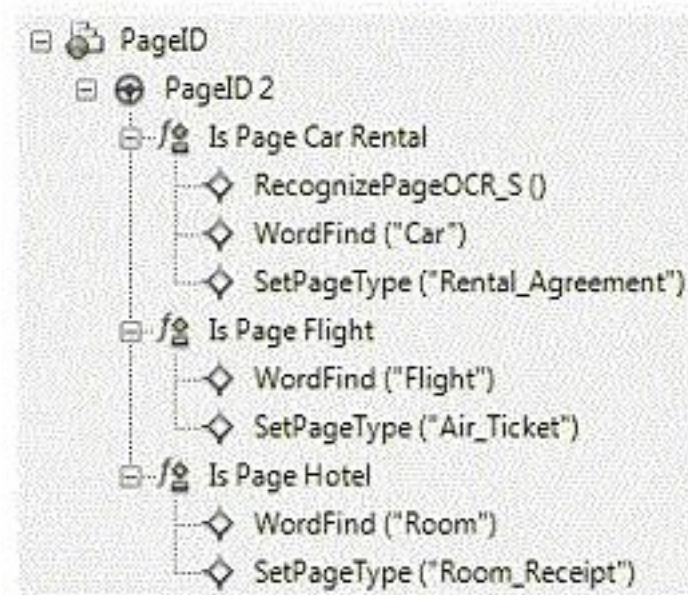 PageID
PageID 2
Is Page Car Rental
RecognizePageOCR_S ()
WordFind ("Car")
SetPageType ("Rental_Agreement")
Is Page Flight
WordFind ("Flight")
SetPageType ("Air_Ticket")
Is Page Hotel
WordFind ("Room")
SetPageType ("Room_Receipt")